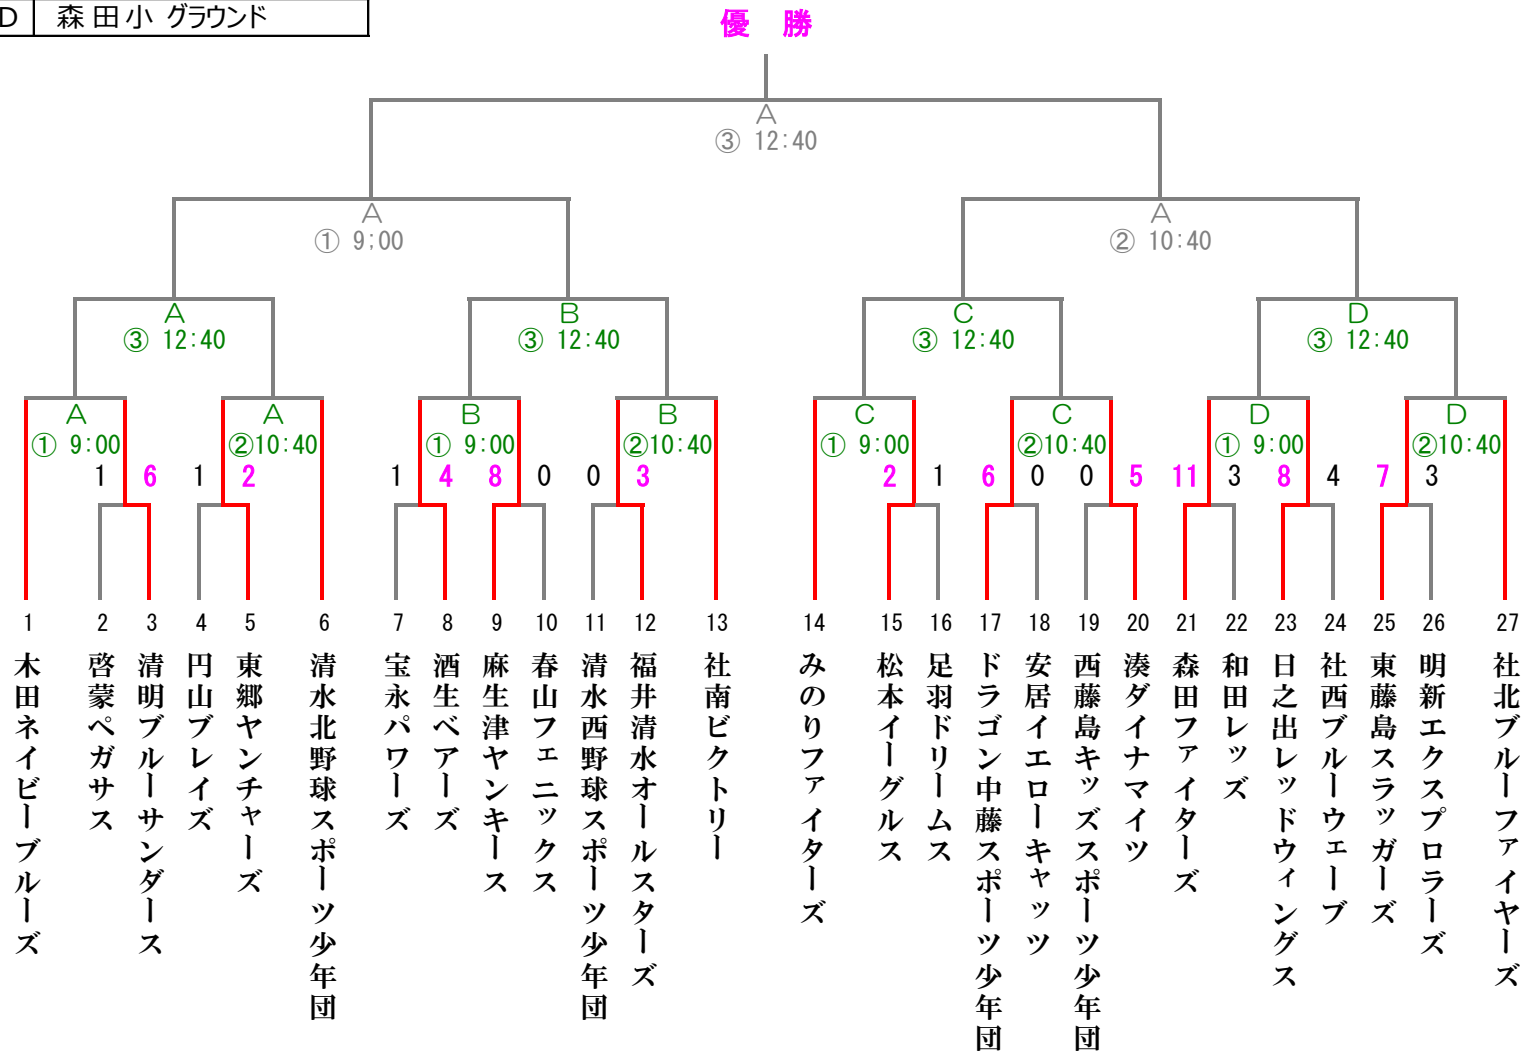 D 森田小 グラウンド
優 勝
A
③ 12:40
A A
① 9;00 ② 10:40
A B C D
③ 12:40 ③ 12:40 ③ 12:40 ③ 12:40
A A B B C C D D
① 9:00 ②10:40 ① 9:00 ②10:40 ① 9:00 ②10:40 ① 9:00 ②10:40
1 6 1 2 1 4 8 0 0 3 2 1 6 0 0 5 11 3 8 4 7 3
1 2 3 4 5 6 7 8 9 10 11 12 13 14 15 16 17 18 19 20 21 22 23 24 25 26 27
木田ネイビーブルーズ
啓蒙ペガサス
清明ブルーサンダース
円山ブレイズ
東郷ヤンチャーズ
清水北野球スポーツ少年団
宝永パワーズ
酒生ベアーズ
麻生津ヤンキース
春山フェニックス
清水西野球スポーツ少年団
福井清水オールスターズ
社南ビクトリー
みのりファイターズ
松本イーグルス
足羽ドリームス
ドラゴン中藤スポーツ少年団
安居イエローキャッツ
西藤島キッズスポーツ少年団
湊ダイナマイツ
森田ファイターズ
和田レッズ
日之出レッドウィングス
社西ブルーウェーブ
東藤島スラッガーズ
明新エクスプロラーズ
社北ブルーファイヤーズ